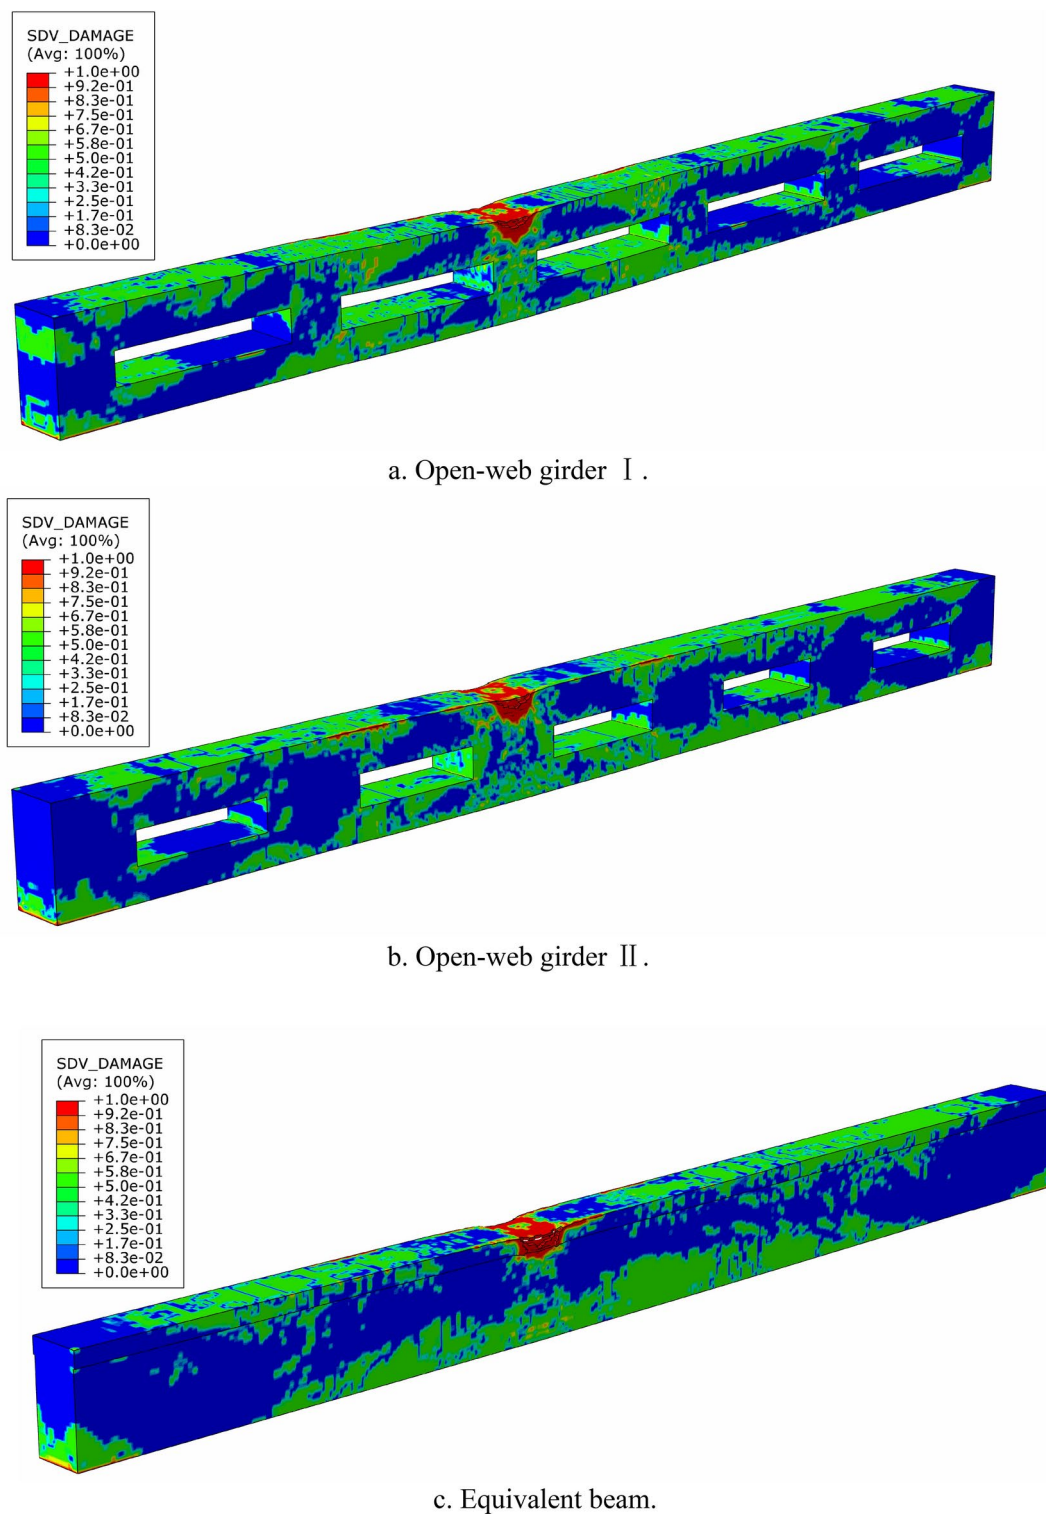 SDV_DAMAGE
(Avg: 100%)
+1.0e+00
+9.2e-01
+8.3e-01
+7.5e-01
+6.7e-01
+5.8e-01
+5.0e-01
+4.2e-01
+3.3e-01
+2.5e-01
+1.7e-01
+8.3e-02
+0.0e+00
a. Open-web girder Ⅰ.
SDV_DAMAGE
(Avg: 100%)
+1.0e+00
+9.2e-01
+8.3e-01
+7.5e-01
+6.7e-01
+5.8e-01
+5.0e-01
+4.2e-01
+3.3e-01
+2.5e-01
+1.7e-01
+8.3e-02
+0.0e+00
b. Open-web girder Ⅱ.
SDV_DAMAGE
(Avg: 100%)
+1.0e+00
+9.2e-01
+8.3e-01
+7.5e-01
+6.7e-01
+5.8e-01
+5.0e-01
+4.2e-01
+3.3e-01
+2.5e-01
+1.7e-01
+8.3e-02
+0.0e+00
c. Equivalent beam.